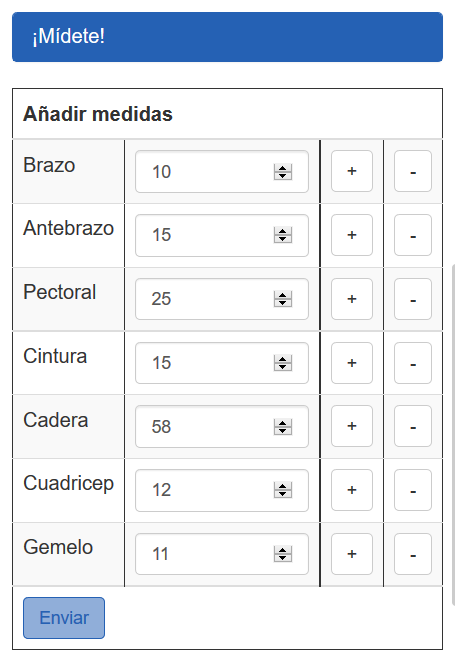 ¡Mídete!
Añadir medidas
Brazo 10 + -
Antebrazo 15 + -
Pectoral 25 + -
Cintura 15 + -
Cadera 58 + -
Cuadricep 12 + -
Gemelo 11 + -
Enviar